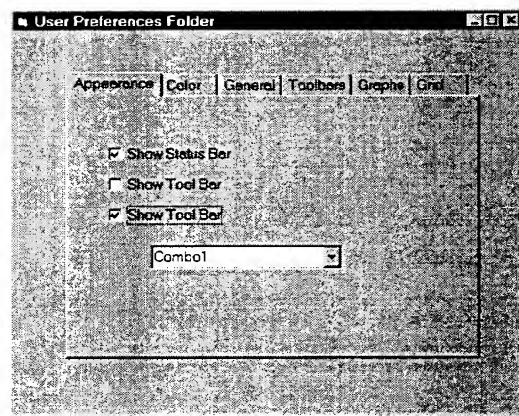 User Preferences Folder
Appearance Color General Toolbars Graphs Grid
Show Status Bar
Show Tool Bar
Show Tool Bar
Combo1